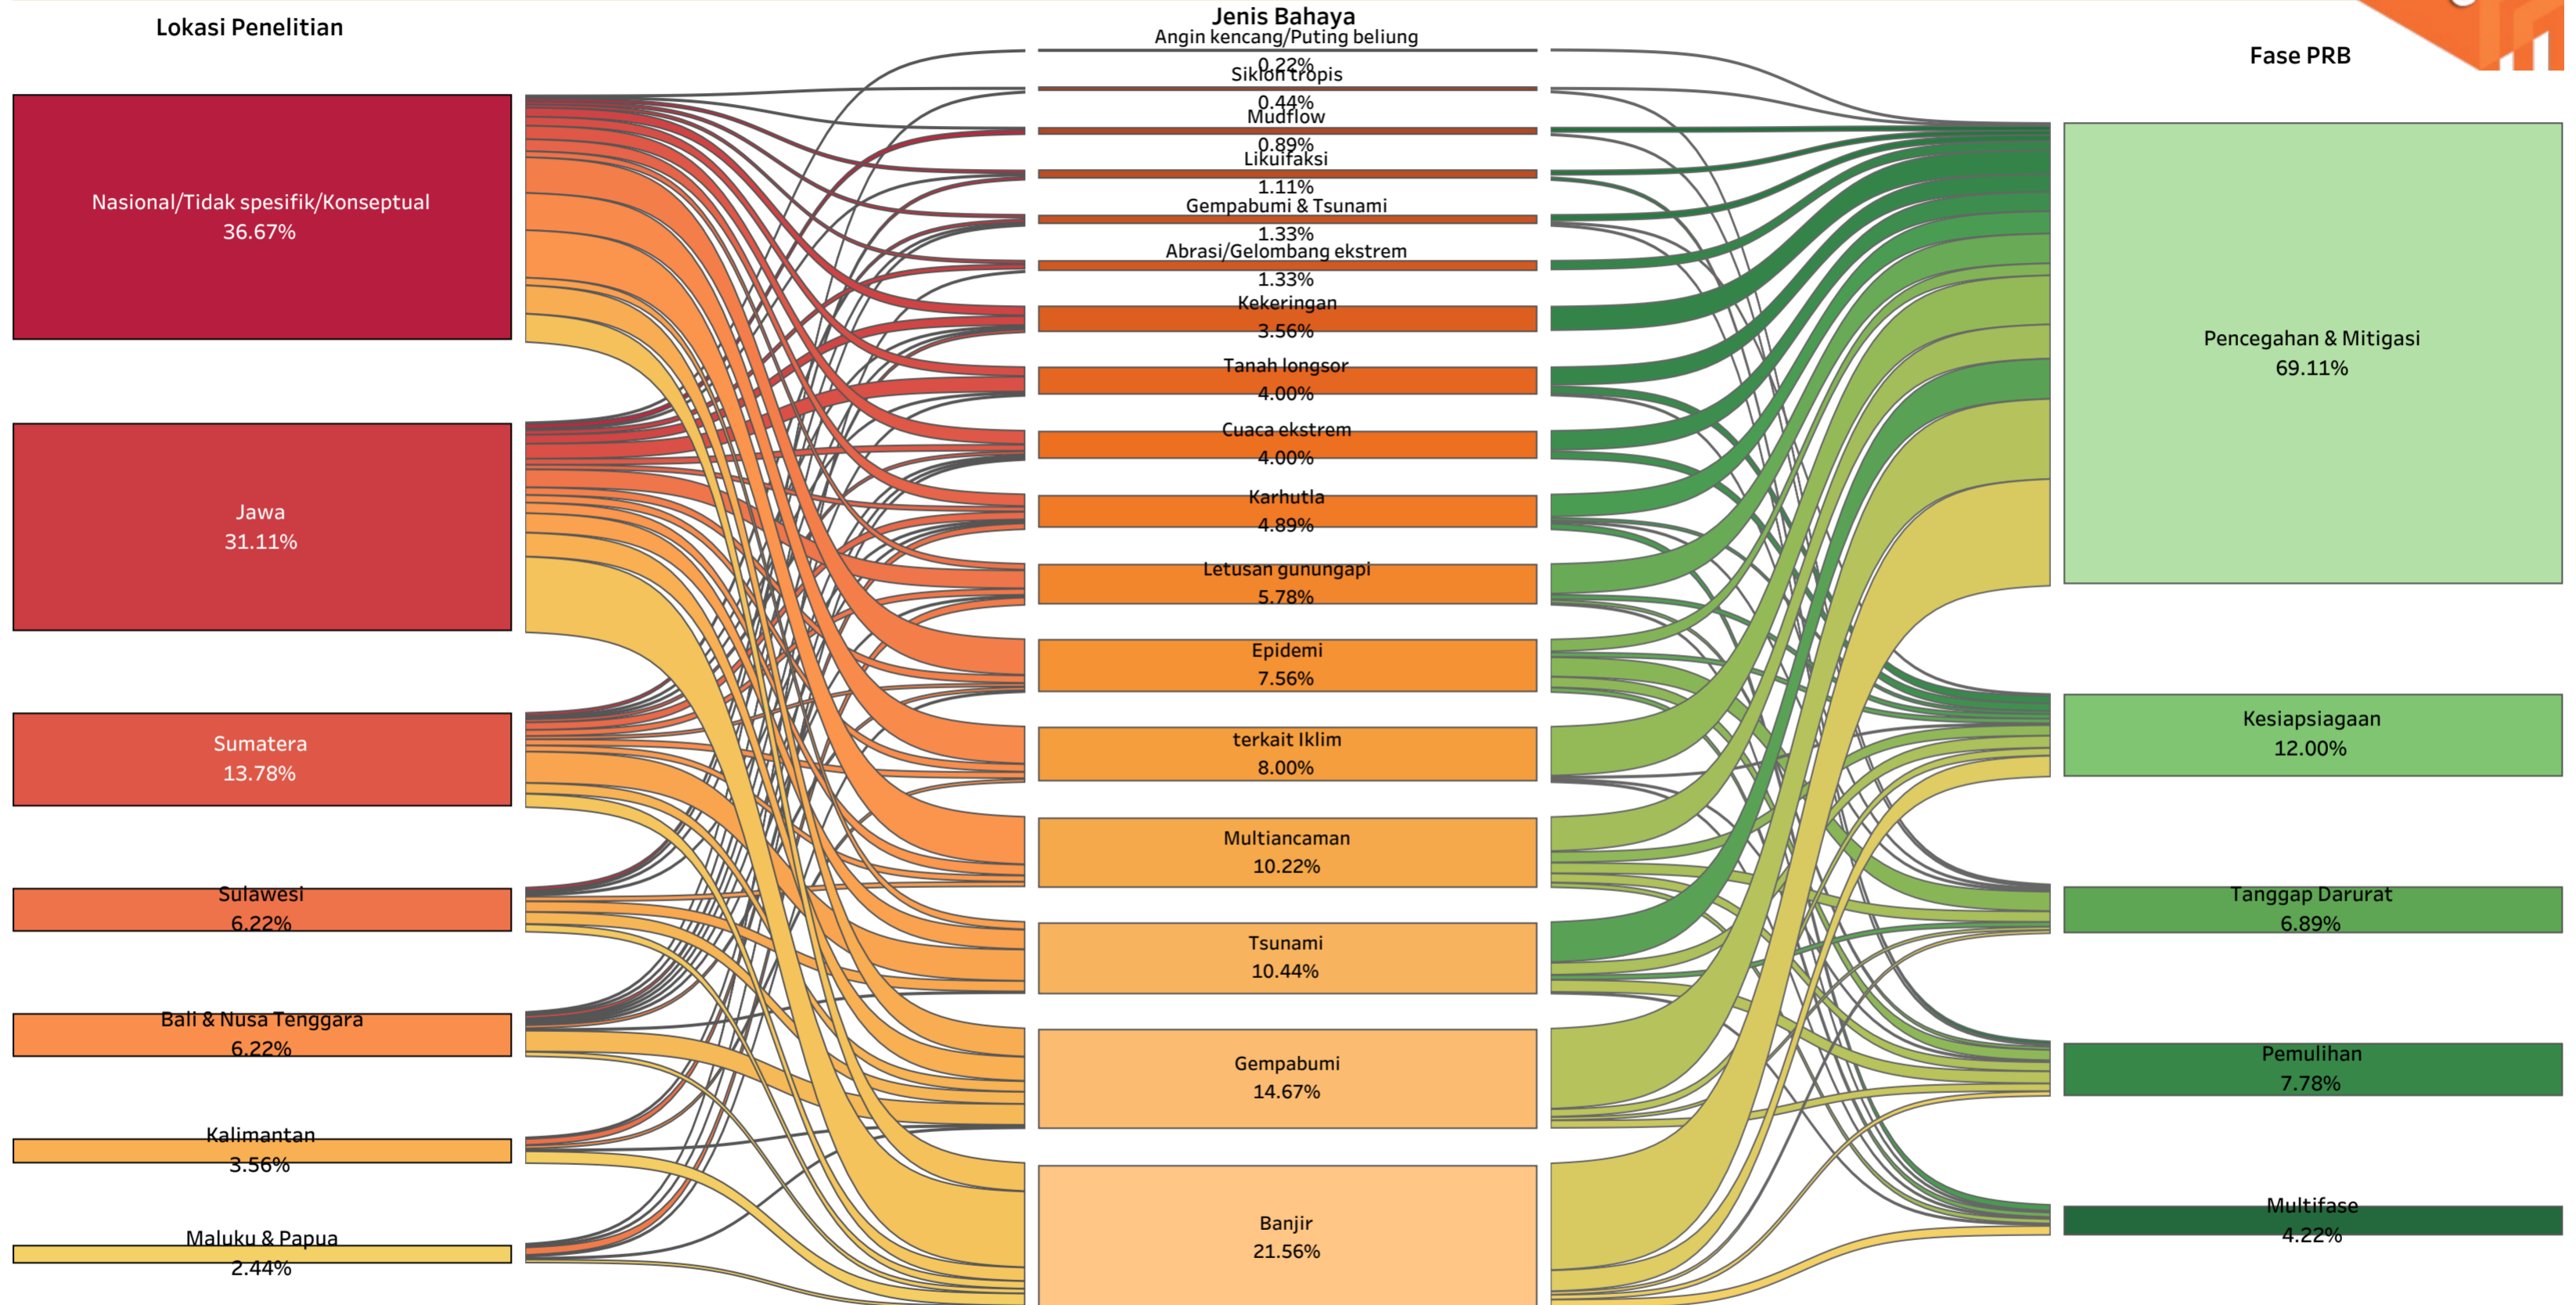 Lokasi Penelitian
Nasional/Tidak spesifik/Konseptual
36.67%
Jawa
31.11%
Sumatera
13.78%
Sulawesi
6.22%
Bali & Nusa Tenggara
6.22%
Kalimantan
3.56%
Maluku & Papua
2.44%
Jenis Bahaya
Angin kencang/Puting beliung
0.22%
Siklon tropis
0.44%
Mudflow
0.89%
Likuifaksi
1.11%
Gempabumi & Tsunami
1.33%
Abrasi/Gelombang ekstrem
1.33%
Kekeringan
3.56%
Tanah longsor
4.00%
Cuaca ekstrem
4.00%
Karhutla
4.89%
Letusan gunungapi
5.78%
Epidemi
7.56%
terkait Iklim
8.00%
Multiancaman
10.22%
Tsunami
10.44%
Gempabumi
14.67%
Banjir
21.56%
Fase PRB
Pencegahan & Mitigasi
69.11%
Kesiapsiagaan
12.00%
Tanggap Darurat
6.89%
Pemulihan
7.78%
Multifase
4.22%